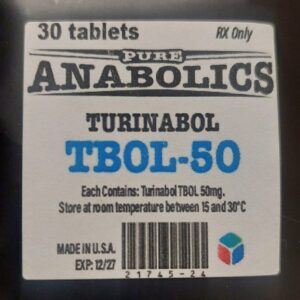 30 tablets
RX Only
PURE
ANABOLICS
TURINABOL
TBOL-50
Each Contains: Turinabol TBOL 50mg.
Store at room temperature between 15 and 30°C
MADE IN U.S.A.
EXP: 12/27
21745-24